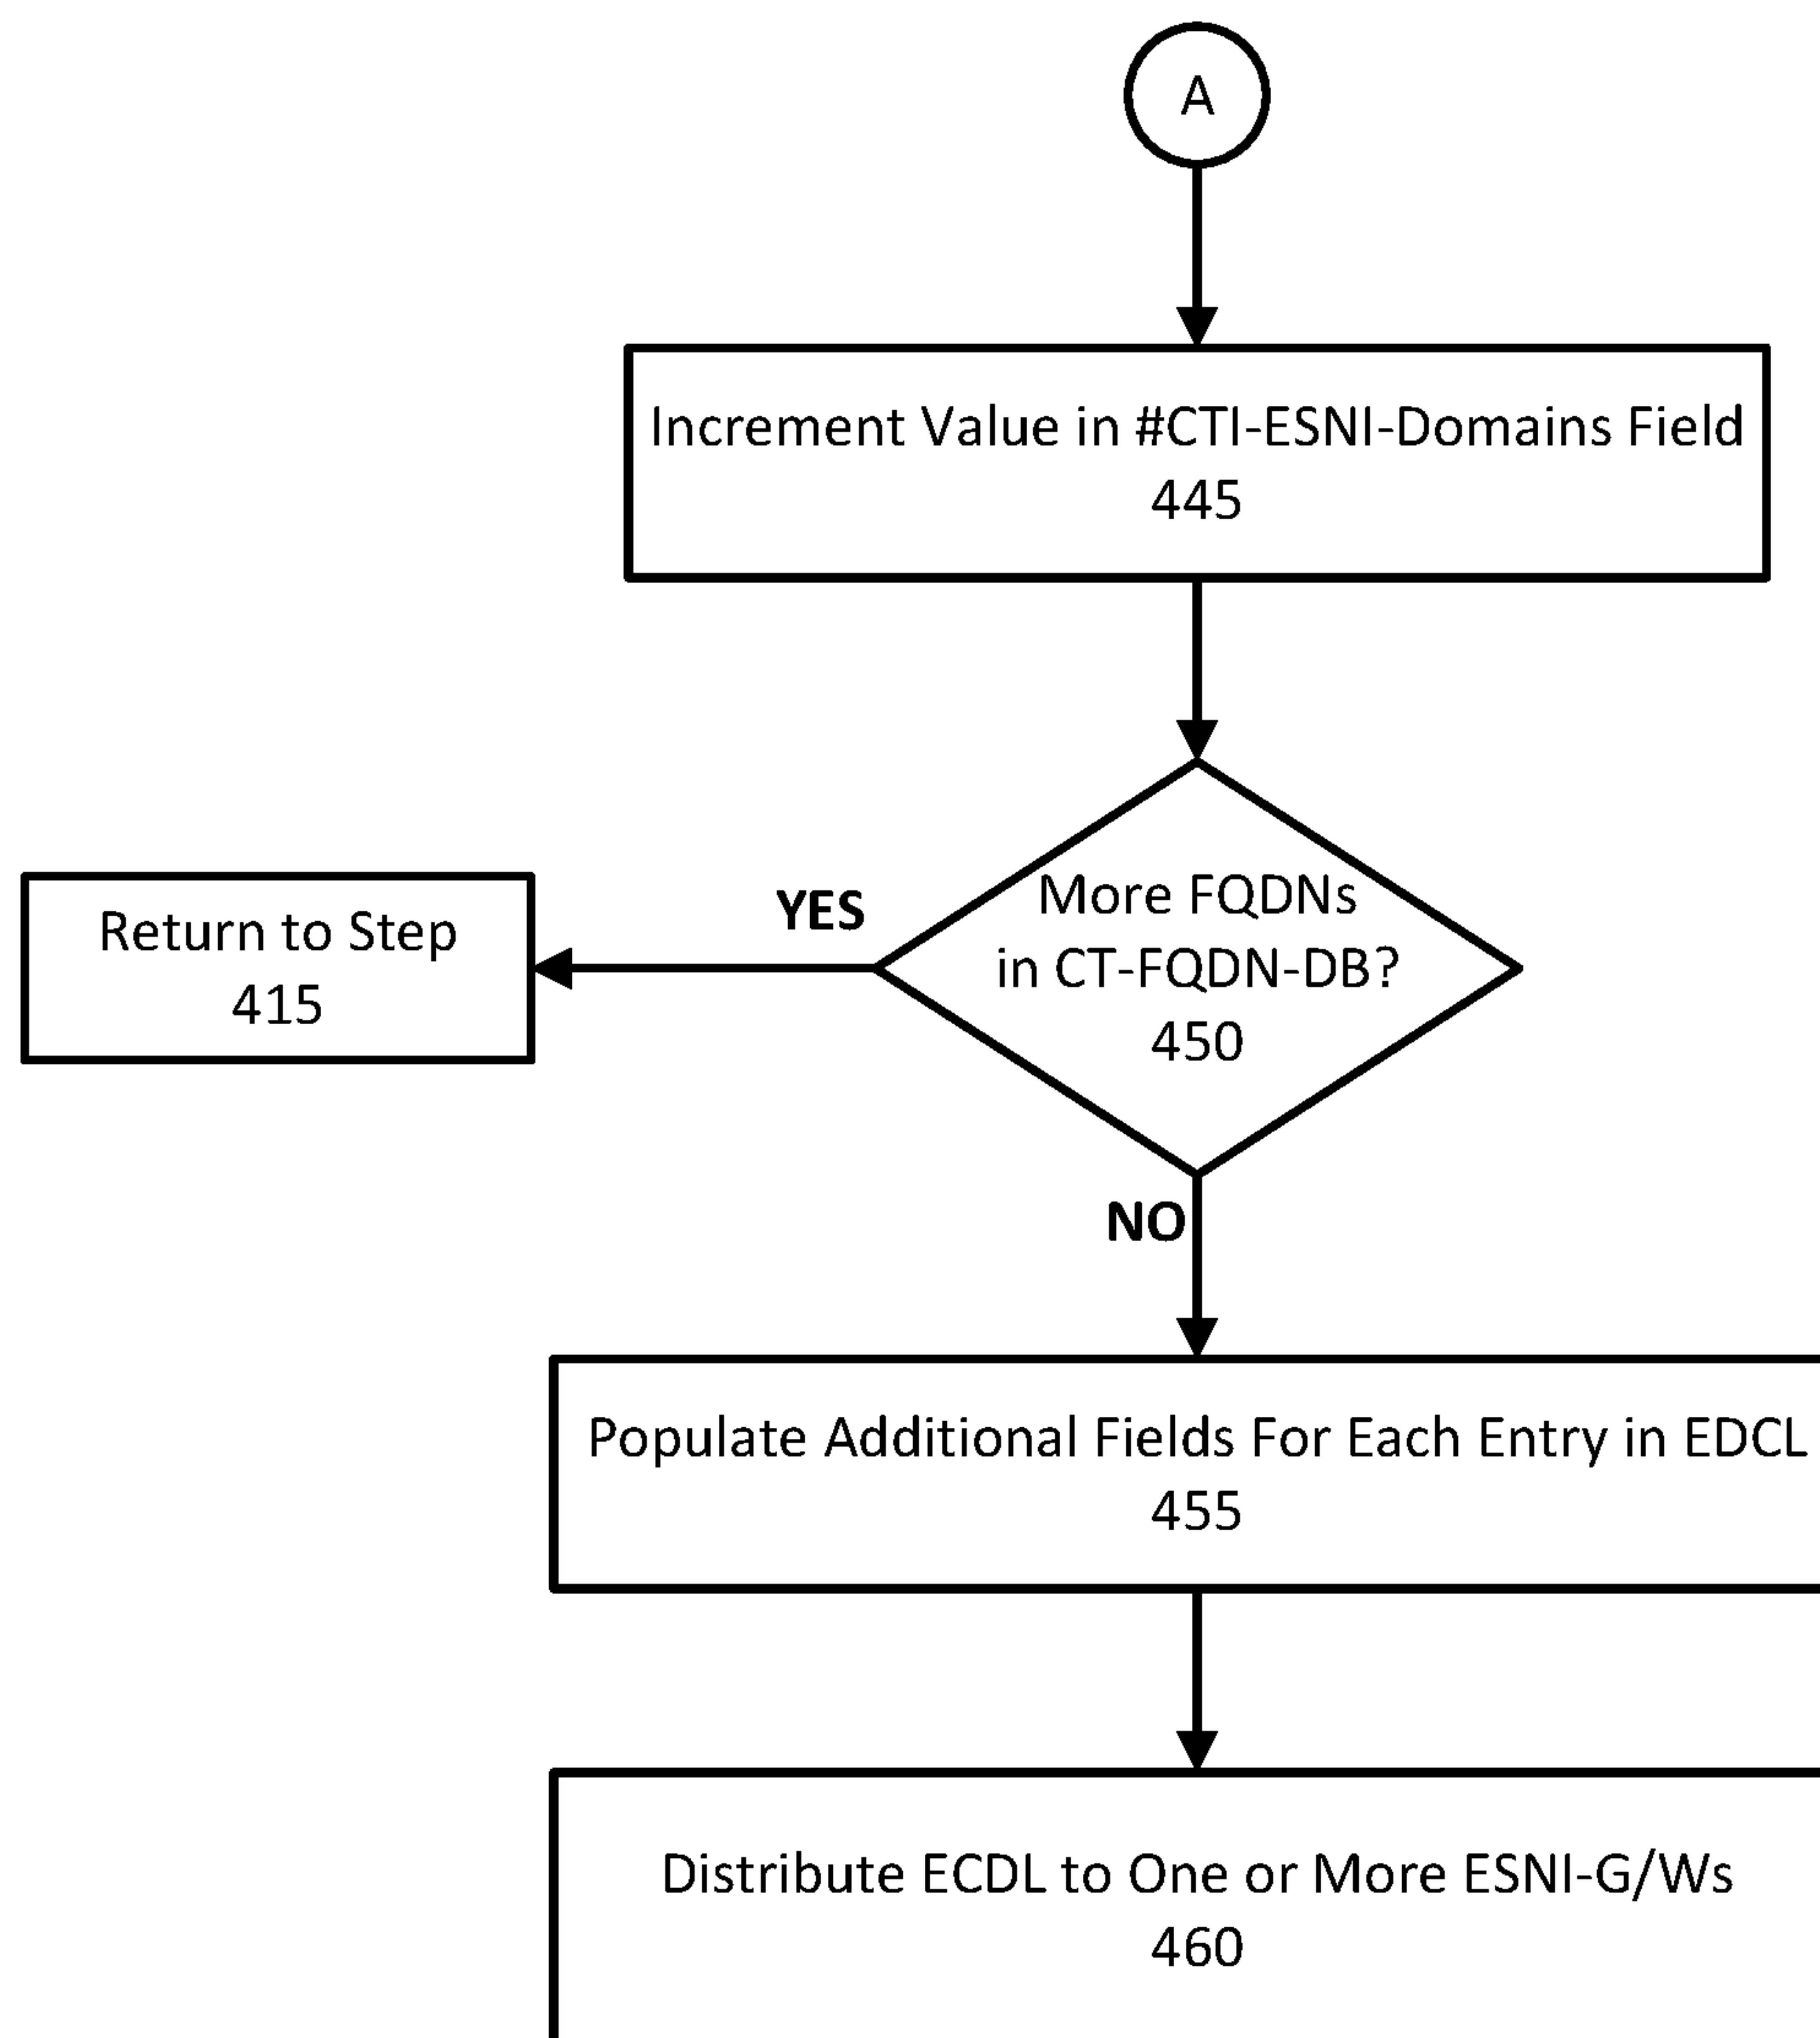 A
Increment Value in #CTI-ESNI-Domains Field
445
More FQDNs
in CT-FQDN-DB?
450
YES
Return to Step
415
NO
Populate Additional Fields For Each Entry in EDCL
455
Distribute ECDL to One or More ESNI-G/Ws
460